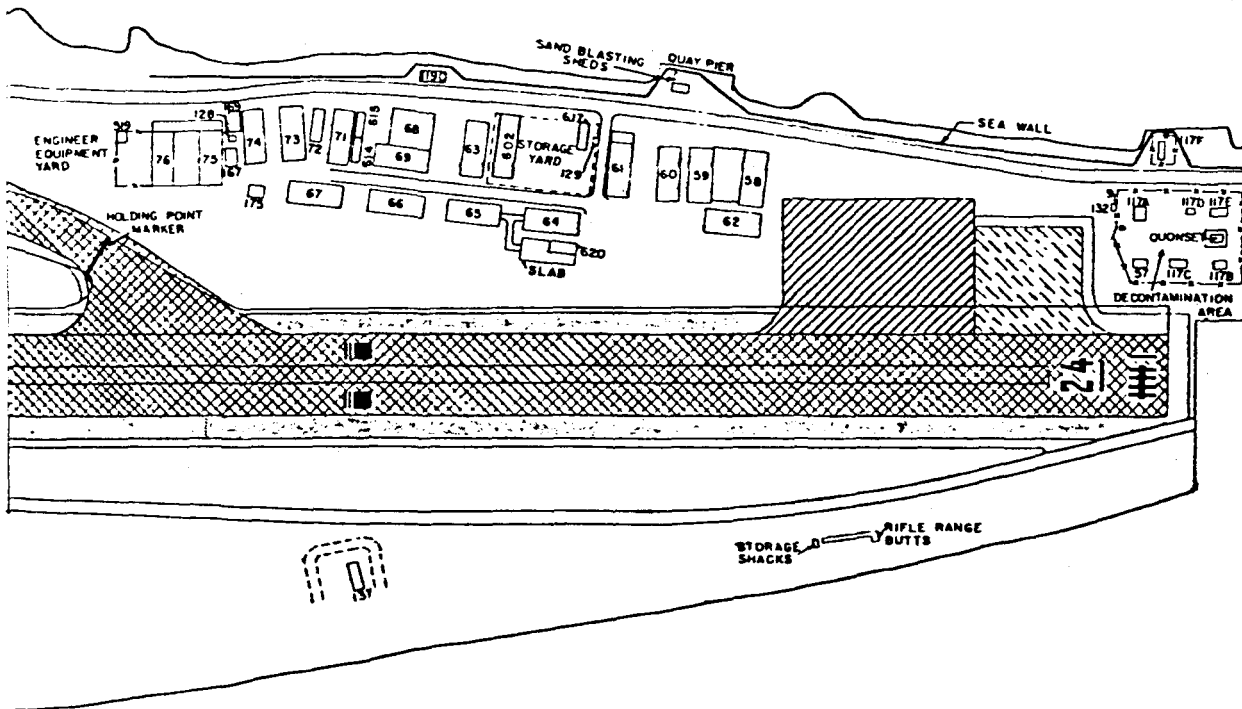 SAND BLASTING
SHEDS
QUAY PIER
190
SEA WALL
117F
519
128
165
ENGINEER
EQUIPMENT
YARD
76
75
167
74
73
72
71
614
615
68
69
63
602
STORAGE
YARD
617
129
61
60
59
58
62
175
67
66
65
64
620
SLAB
132
117A
117D
117E
QUONSET
57
117C
117B
DECONTAMINATION
AREA
HOLDING POINT
MARKER
24
STORAGE
SHACKS
RIFLE RANGE
BUTTS